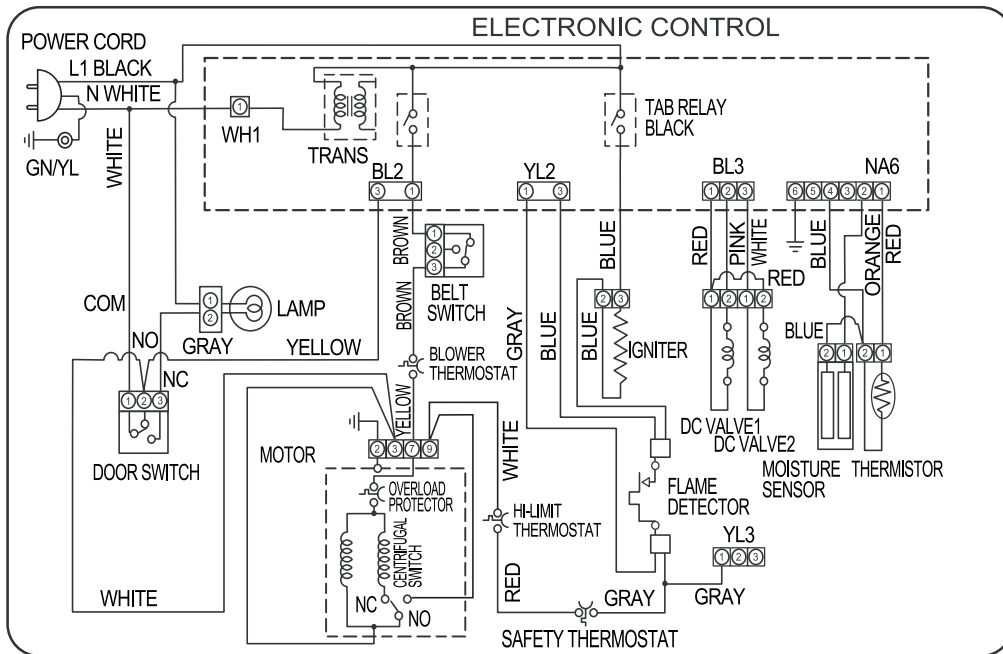 ELECTRONIC CONTROL
POWER CORD
L1 BLACK
N WHITE
GN/YL
WHITE
1
WH1
TRANS
TAB RELAY
BLACK
BL2
3 1
YL2
1 3
BL3
1 2 3
NA6
6 5 4 3 2 1
BROWN
1
2
3
BELT
SWITCH
BROWN
BLUE
RED
PINK
WHITE
BLUE
ORANGE
RED
COM
NO
NC
1
2
GRAY
LAMP
YELLOW
BLOWER
THERMOSTAT
YELLOW
GRAY
BLUE
BLUE
2 3
IGNITER
RED
1 2 1 2
DC VALVE1
DC VALVE2
BLUE
2 1 2 1
MOISTURE
SENSOR
THERMISTOR
1 2 3
DOOR SWITCH
MOTOR
2 3 7 9
OVERLOAD
PROTECTOR
CENTRIFUGAL
SWITCH
NC
NO
WHITE
HI-LIMIT
THERMOSTAT
RED
FLAME
DETECTOR
YL3
1 2 3
WHITE
GRAY
GRAY
SAFETY THERMOSTAT